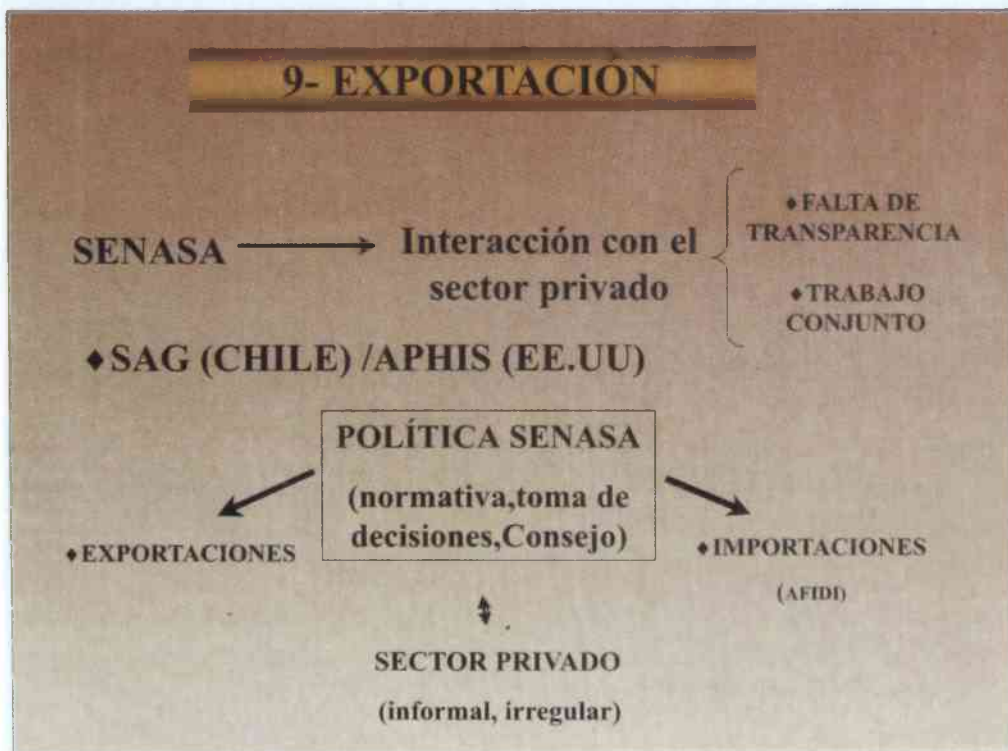 9- EXPORTACIÓN
SENASA
Interacción con el
sector privado
♦FALTA DE
TRANSPARENCIA
♦TRABAJO
CONJUNTO
♦SAG (CHILE) /APHIS (EE.UU)
POLÍTICA SENASA
(normativa,toma de
decisiones,Consejo)
♦EXPORTACIONES
♦IMPORTACIONES
(AFIDI)
SECTOR PRIVADO
(informal, irregular)